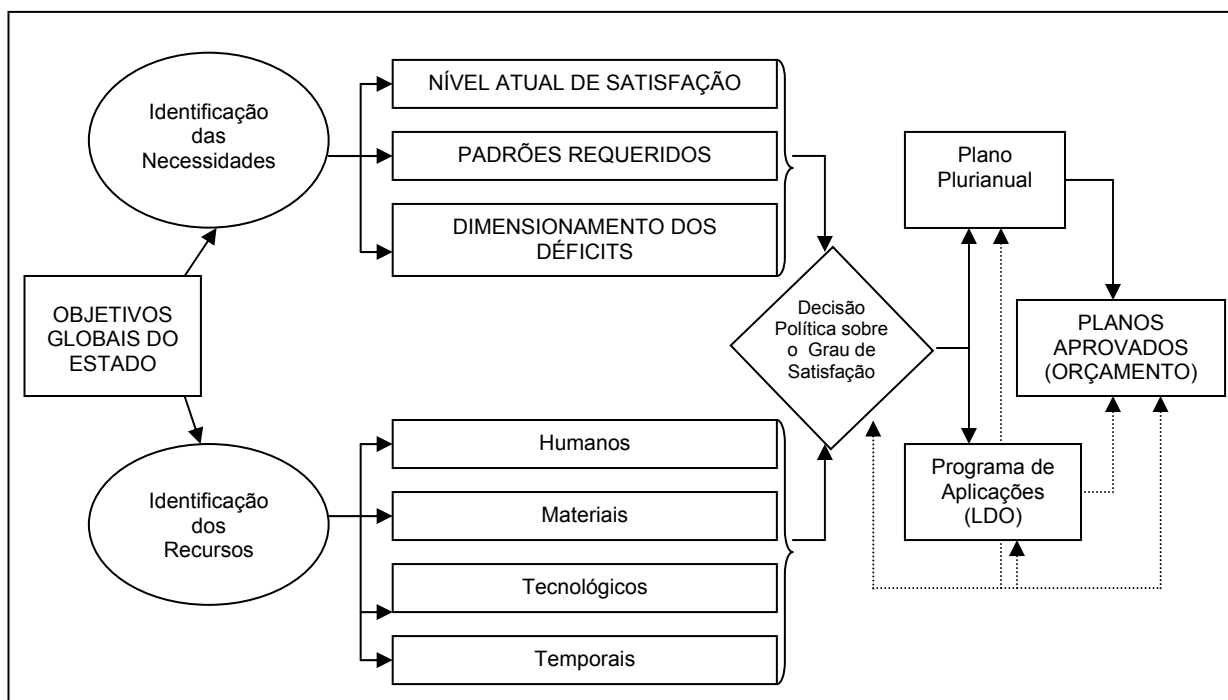 Identificação
das
Necessidades
NÍVEL ATUAL DE SATISFAÇÃO
PADRÕES REQUERIDOS
DIMENSIONAMENTO DOS
DÉFICITS
OBJETIVOS
GLOBAIS DO
ESTADO
Decisão
Política sobre
o Grau de
Satisfação
Plano
Plurianual
PLANOS
APROVADOS
(ORÇAMENTO)
Identificação
dos
Recursos
Humanos
Materiais
Tecnológicos
Temporais
Programa de
Aplicações
(LDO)